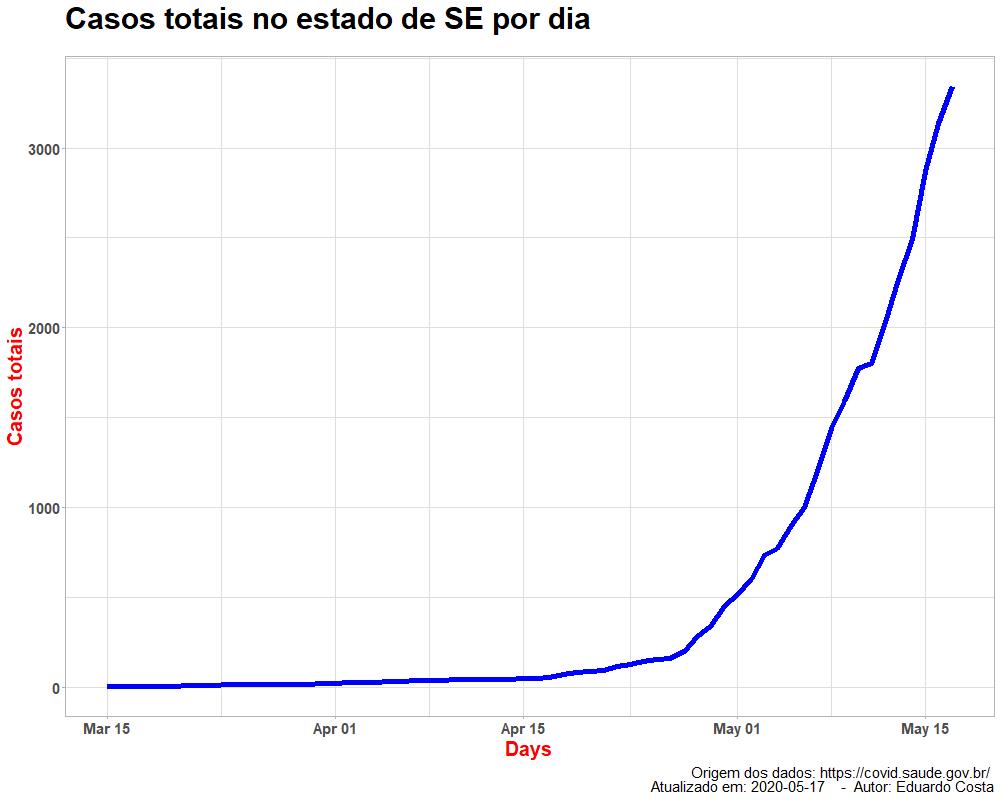 Casos totais no estado de SE por dia
Casos totais
3000
2000
1000
0
Mar 15 Apr 01 Apr 15 May 01 May 15
Days
Origem dos dados: https://covid.saude.gov.br/
Atualizado em: 2020-05-17 - Autor: Eduardo Costa